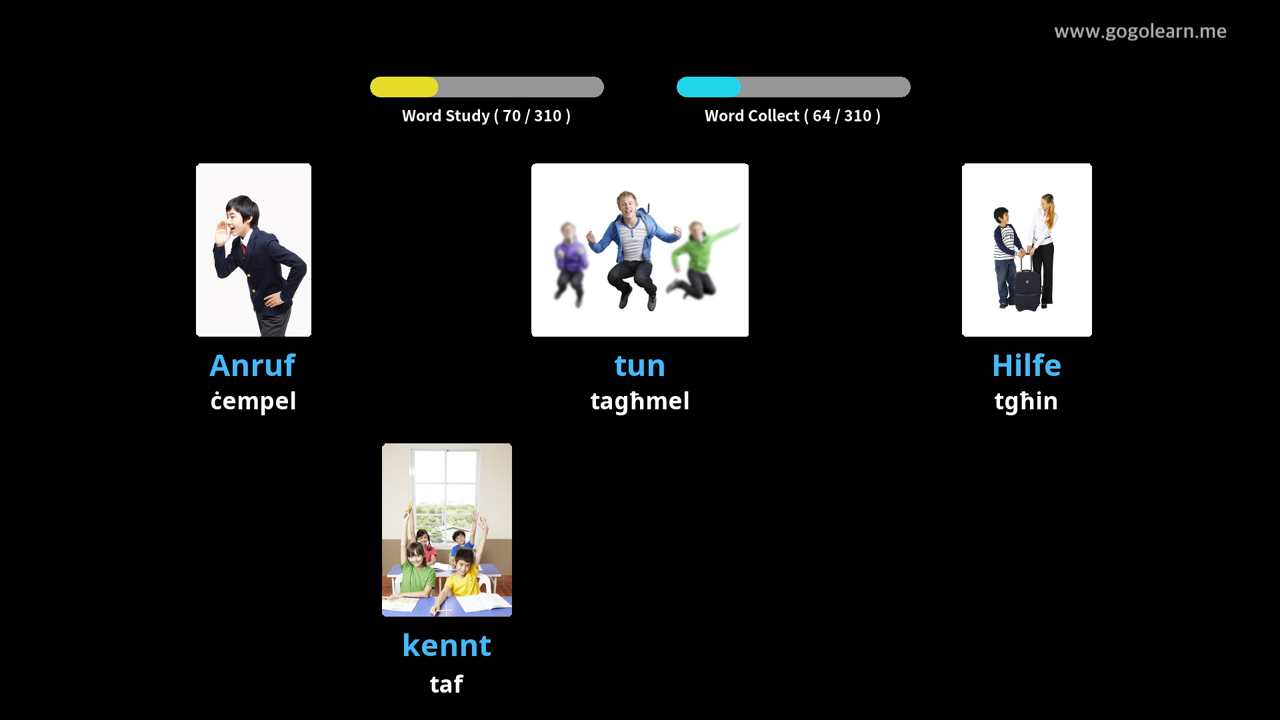 www.gogolearn.me
Word Study ( 70 / 310 )
Word Collect ( 64 / 310 )
Anruf
ċempel
tun
tagħmel
Hilfe
tgħin
kennt
taf